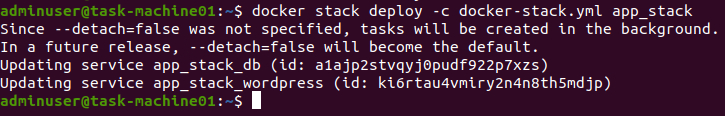 adminuser@task-machine01:~$ docker stack deploy -c docker-stack.yml app_stack
Since --detach=false was not specified, tasks will be created in the background.
In a future release, --detach=false will become the default.
Updating service app_stack_db (id: a1ajp2stvqyj0pudf922p7xzs)
Updating service app_stack_wordpress (id: ki6rtau4vmiry2n4n8th5mdjp)
adminuser@task-machine01:~$